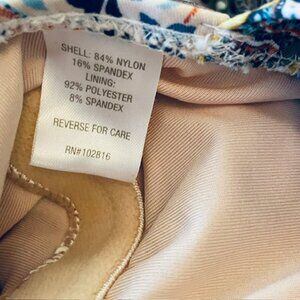 SHELL: 84% NYLON
16% SPANDEX
LINING:
92% POLYESTER
8% SPANDEX
REVERSE FOR CARE
RN#102816